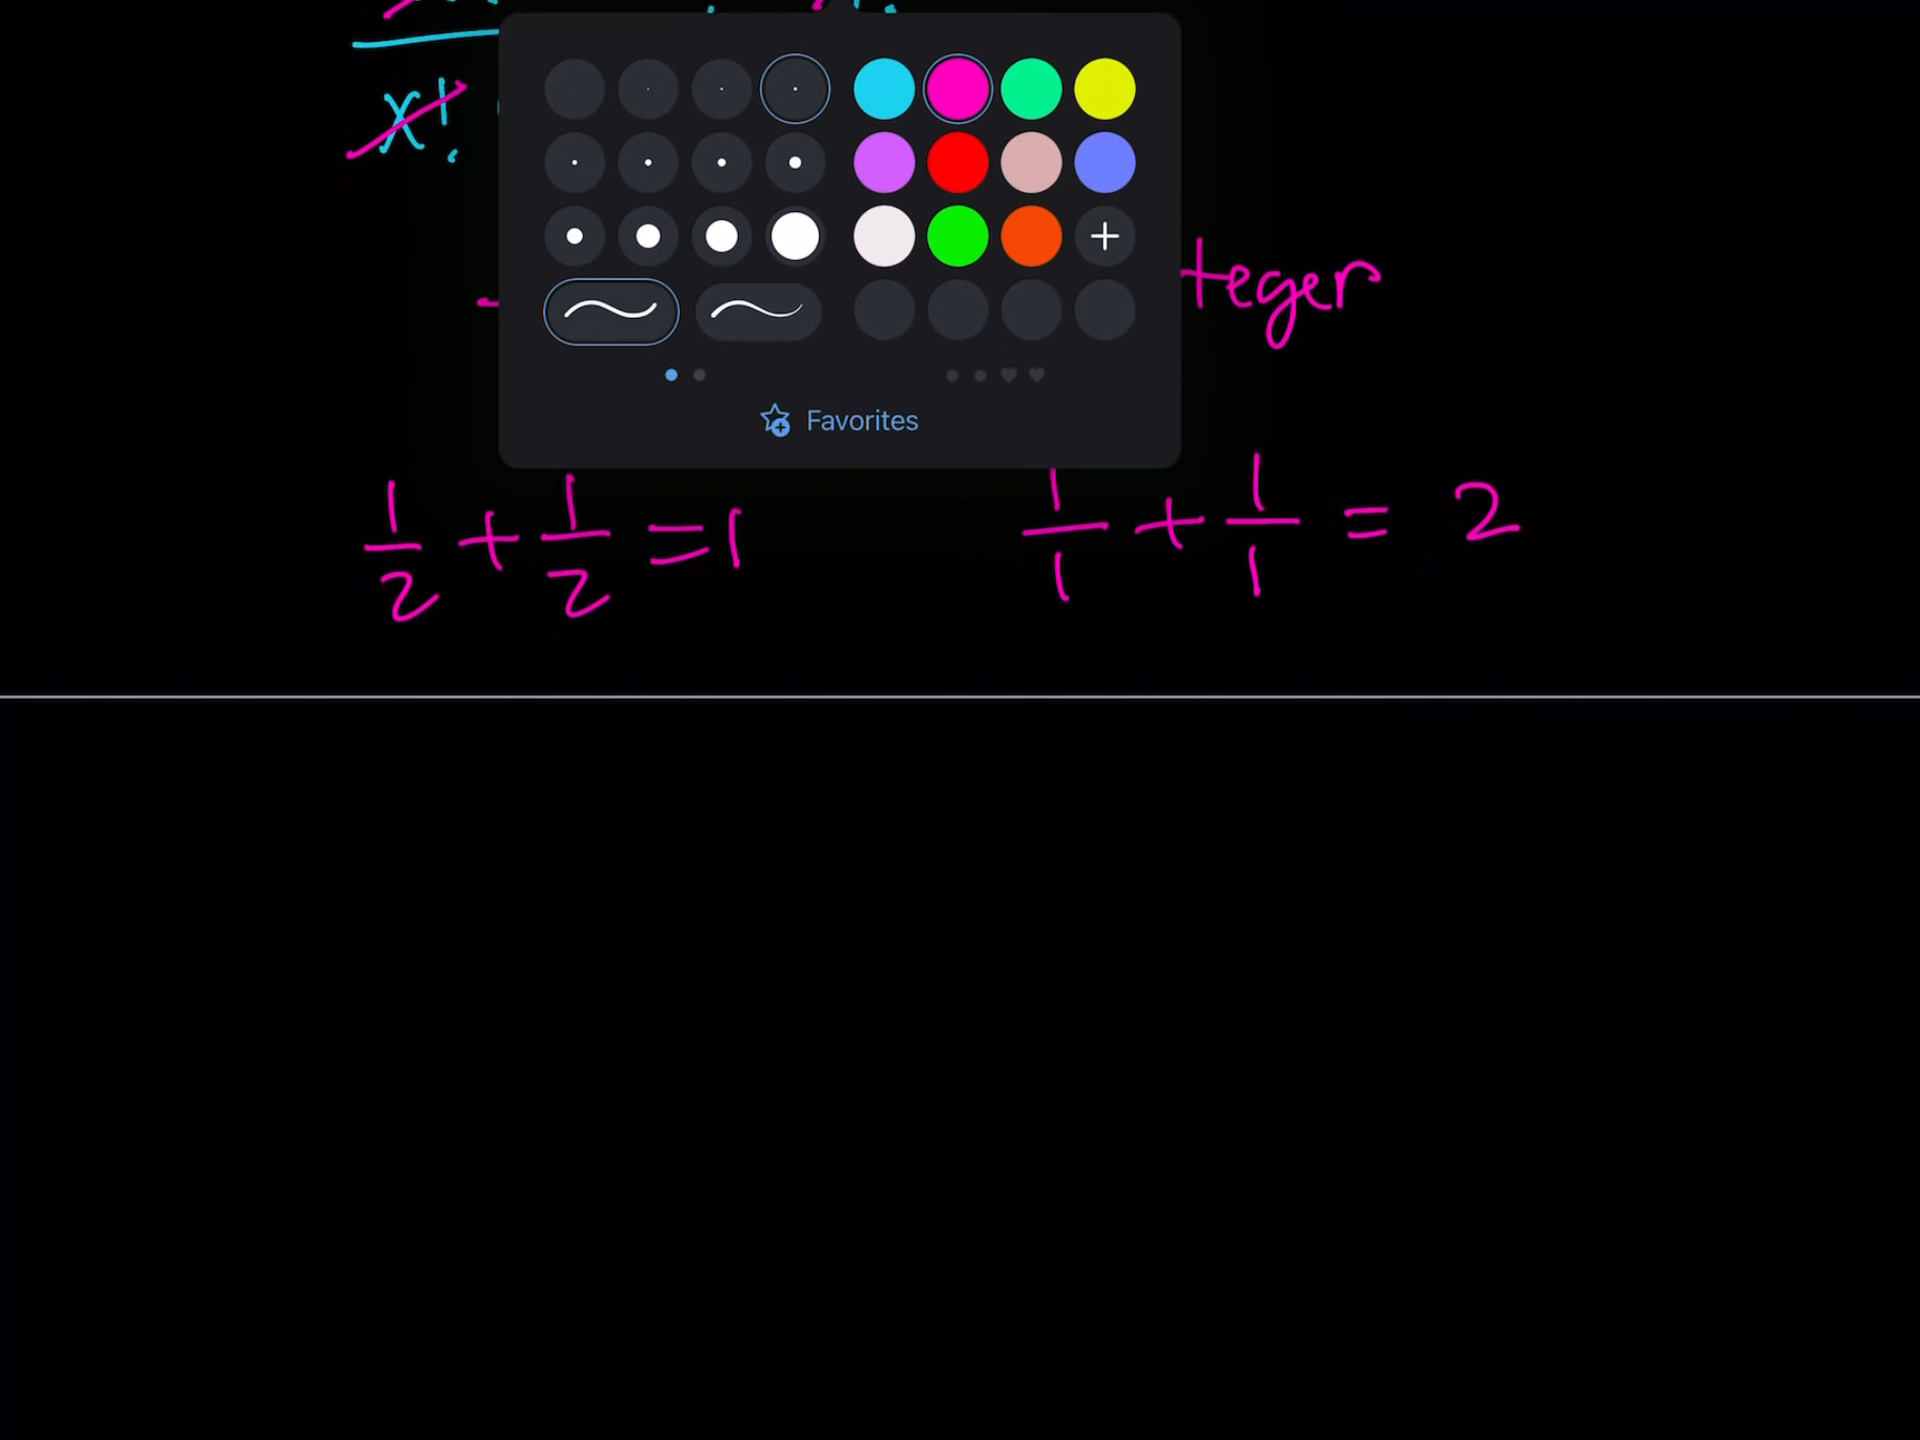 x!
teger
Favorites
1/2 + 1/2 = 1
1/1 + 1/1 = 2